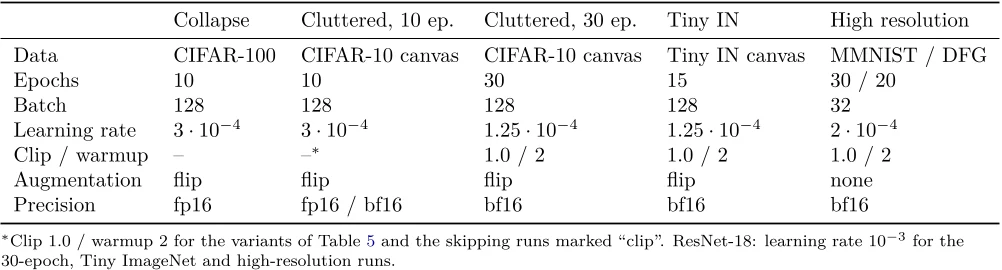 Collapse Cluttered, 10 ep. Cluttered, 30 ep. Tiny IN High resolution
Data CIFAR-100 CIFAR-10 canvas CIFAR-10 canvas Tiny IN canvas MMNIST / DFG
Epochs 10 10 30 15 30 / 20
Batch 128 128 128 128 32
Learning rate 3 · 10⁻⁴ 3 · 10⁻⁴ 1.25 · 10⁻⁴ 1.25 · 10⁻⁴ 2 · 10⁻⁴
Clip / warmup – –* 1.0 / 2 1.0 / 2 1.0 / 2
Augmentation flip flip flip flip none
Precision fp16 fp16 / bf16 bf16 bf16 bf16
*Clip 1.0 / warmup 2 for the variants of Table 5 and the skipping runs marked “clip”. ResNet-18: learning rate 10⁻³ for the
30-epoch, Tiny ImageNet and high-resolution runs.